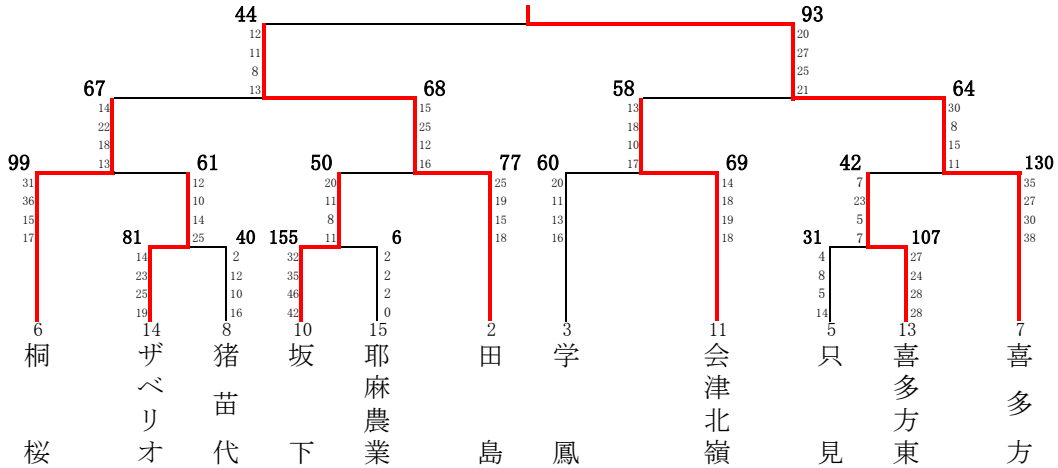 44 93
12 20
11 27
8 25
13 21
67 68 58 64
14 15 13 30
22 25 18 8
18 12 10 15
13 16 17 11
99 61 50 77 60 69 42 130
31 12 20 25 20 14 7 35
36 10 11 19 11 18 23 27
15 14 8 15 13 19 5 30
17 25 11 18 16 18 7 38
81 40 155 6 31 107
14 2 32 2 4 27
23 12 35 2 8 24
25 10 46 2 5 28
19 16 42 0 14 28
6 14 8 10 15 2 3 11 5 13 7
桐桜
ザベリオ
猪苗代
坂下
耶麻農業
田島
学鳳
会津北嶺
只見
喜多方東
喜多方